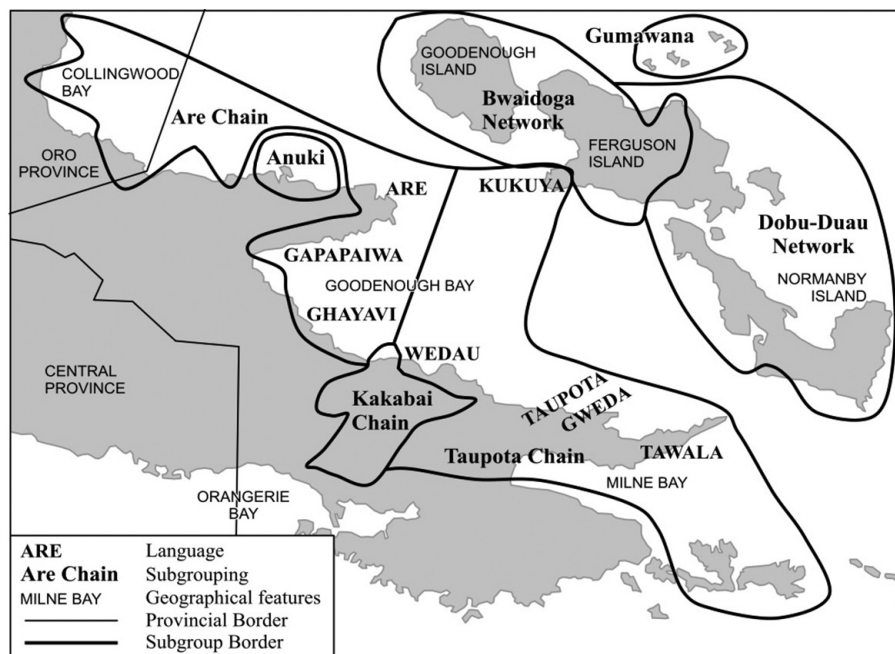 Gumawana
GOODENOUGH
ISLAND
COLLINGWOOD
BAY
Bwaidoga
Network
Are Chain
FERGUSON
ISLAND
Anuki
ORO
PROVINCE
ARE
KUKUYA
Dobu-Duau
Network
GAPAPAIWA
NORMANBY
ISLAND
GOODENOUGH BAY
GHAYAVI
WEDAU
CENTRAL
PROVINCE
Kakabai
Chain
TAUPOTA
GWEDA
Taupota Chain
TAWALA
MILNE BAY
ORANGERIE
BAY
ARE Language
Are Chain Subgrouping
MILNE BAY Geographical features
Provincial Border
Subgroup Border